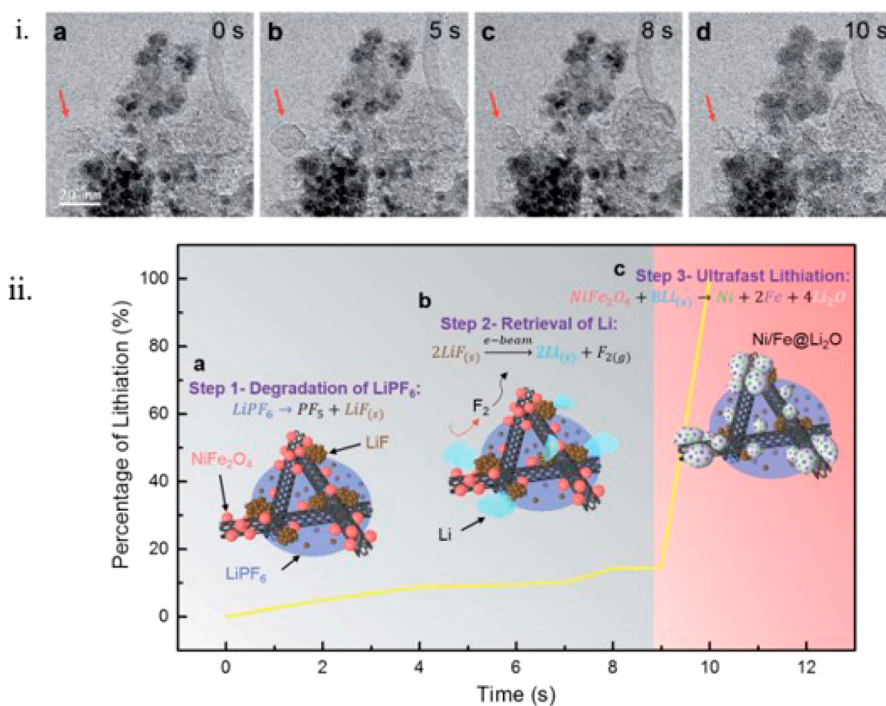 i.
a 0 s
b 5 s
c 8 s
d 10 s
20 nm
ii.
Percentage of Lithiation (%)
100
80
60
40
20
0
a
Step 1- Degradation of LiPF₆:
LiPF₆ → PF₅ + LiF(s)
NiFe₂O₄
LiF
LiPF₆
b
Step 2- Retrieval of Li:
e-beam
2LiF(s) ⟶ 2Li(s) + F₂(g)
F₂
Li
c
Step 3- Ultrafast Lithiation:
NiFe₂O₄ + 8Li(s) → Ni + 2Fe + 4Li₂O
Ni/Fe@Li₂O
0 2 4 6 8 10 12
Time (s)